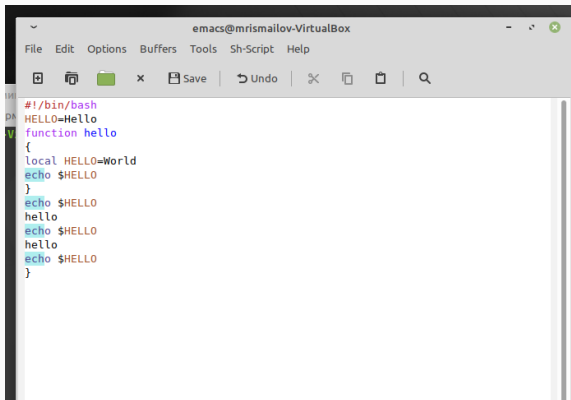 emacs@mrismailov-VirtualBox
File Edit Options Buffers Tools Sh-Script Help
Save Undo
#!/bin/bash
HELLO=Hello
function hello
{
local HELLO=World
echo $HELLO
}
echo $HELLO
hello
echo $HELLO
hello
echo $HELLO
}